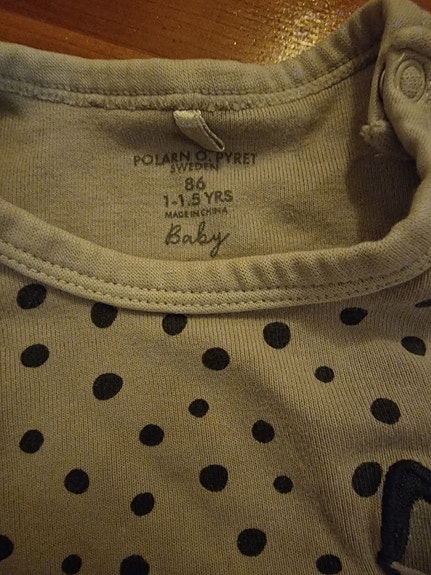 POLARN O. PYRET
SWEDEN
86
1-1.5 YRS
MADE IN CHINA
Baby